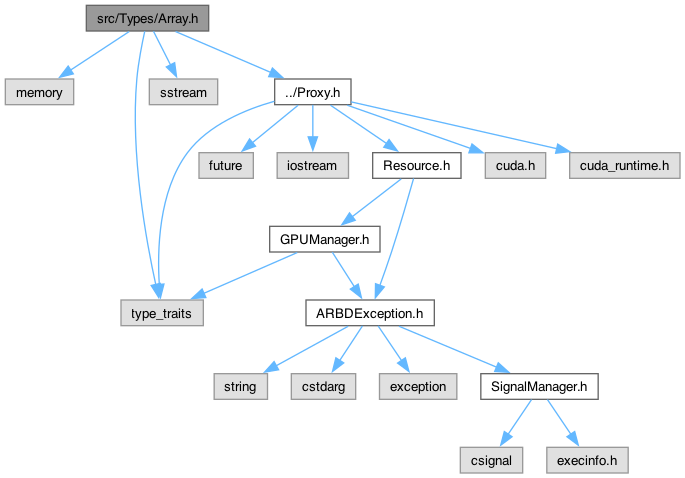 src/Types/Array.h
memory
sstream
../Proxy.h
future
iostream
Resource.h
cuda.h
cuda_runtime.h
GPUManager.h
type_traits
ARBDException.h
string
cstdarg
exception
SignalManager.h
csignal
execinfo.h